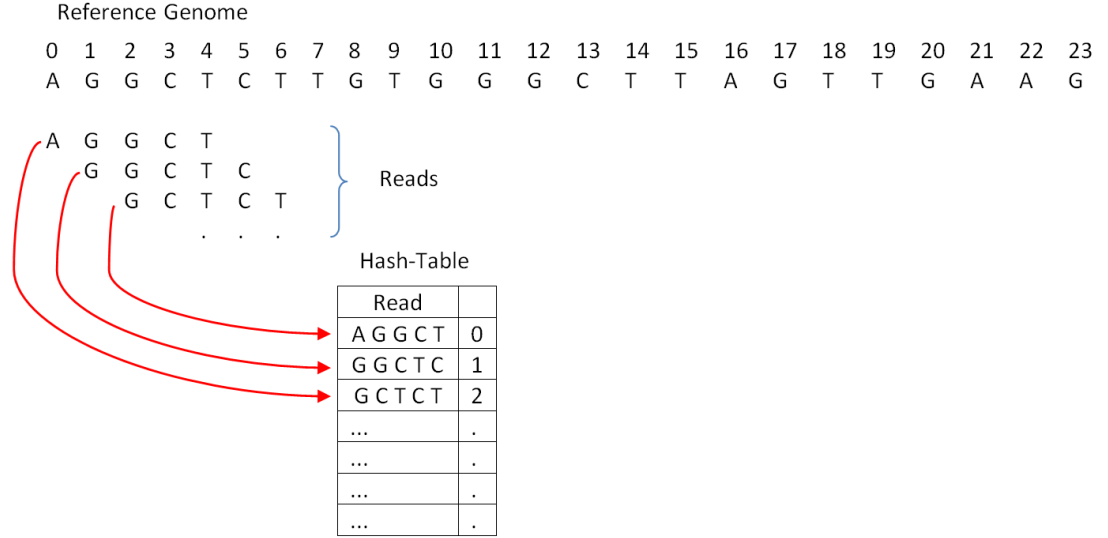 Reference Genome
0 1 2 3 4 5 6 7 8 9 10 11 12 13 14 15 16 17 18 19 20 21 22 23
A G G C T C T T G T G G G C T T A G T T G A A G
A G G C T
G G C T C
Reads
G C T C T
. . .
Hash-Table
Read
A G G C T 0
G G C T C 1
G C T C T 2
... .
... .
... .
... .